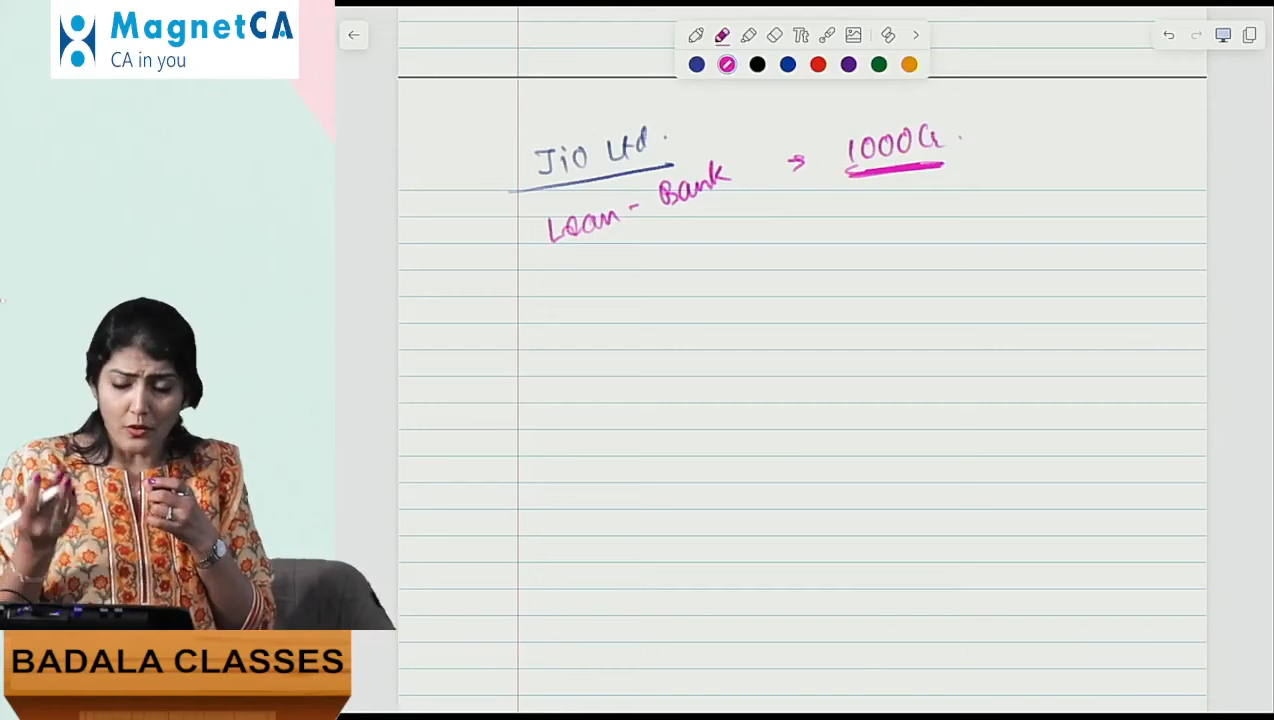 MagnetCA
CA in you
Jio Ltd.
Loan - Bank → 1000Cr.
BADALA CLASSES